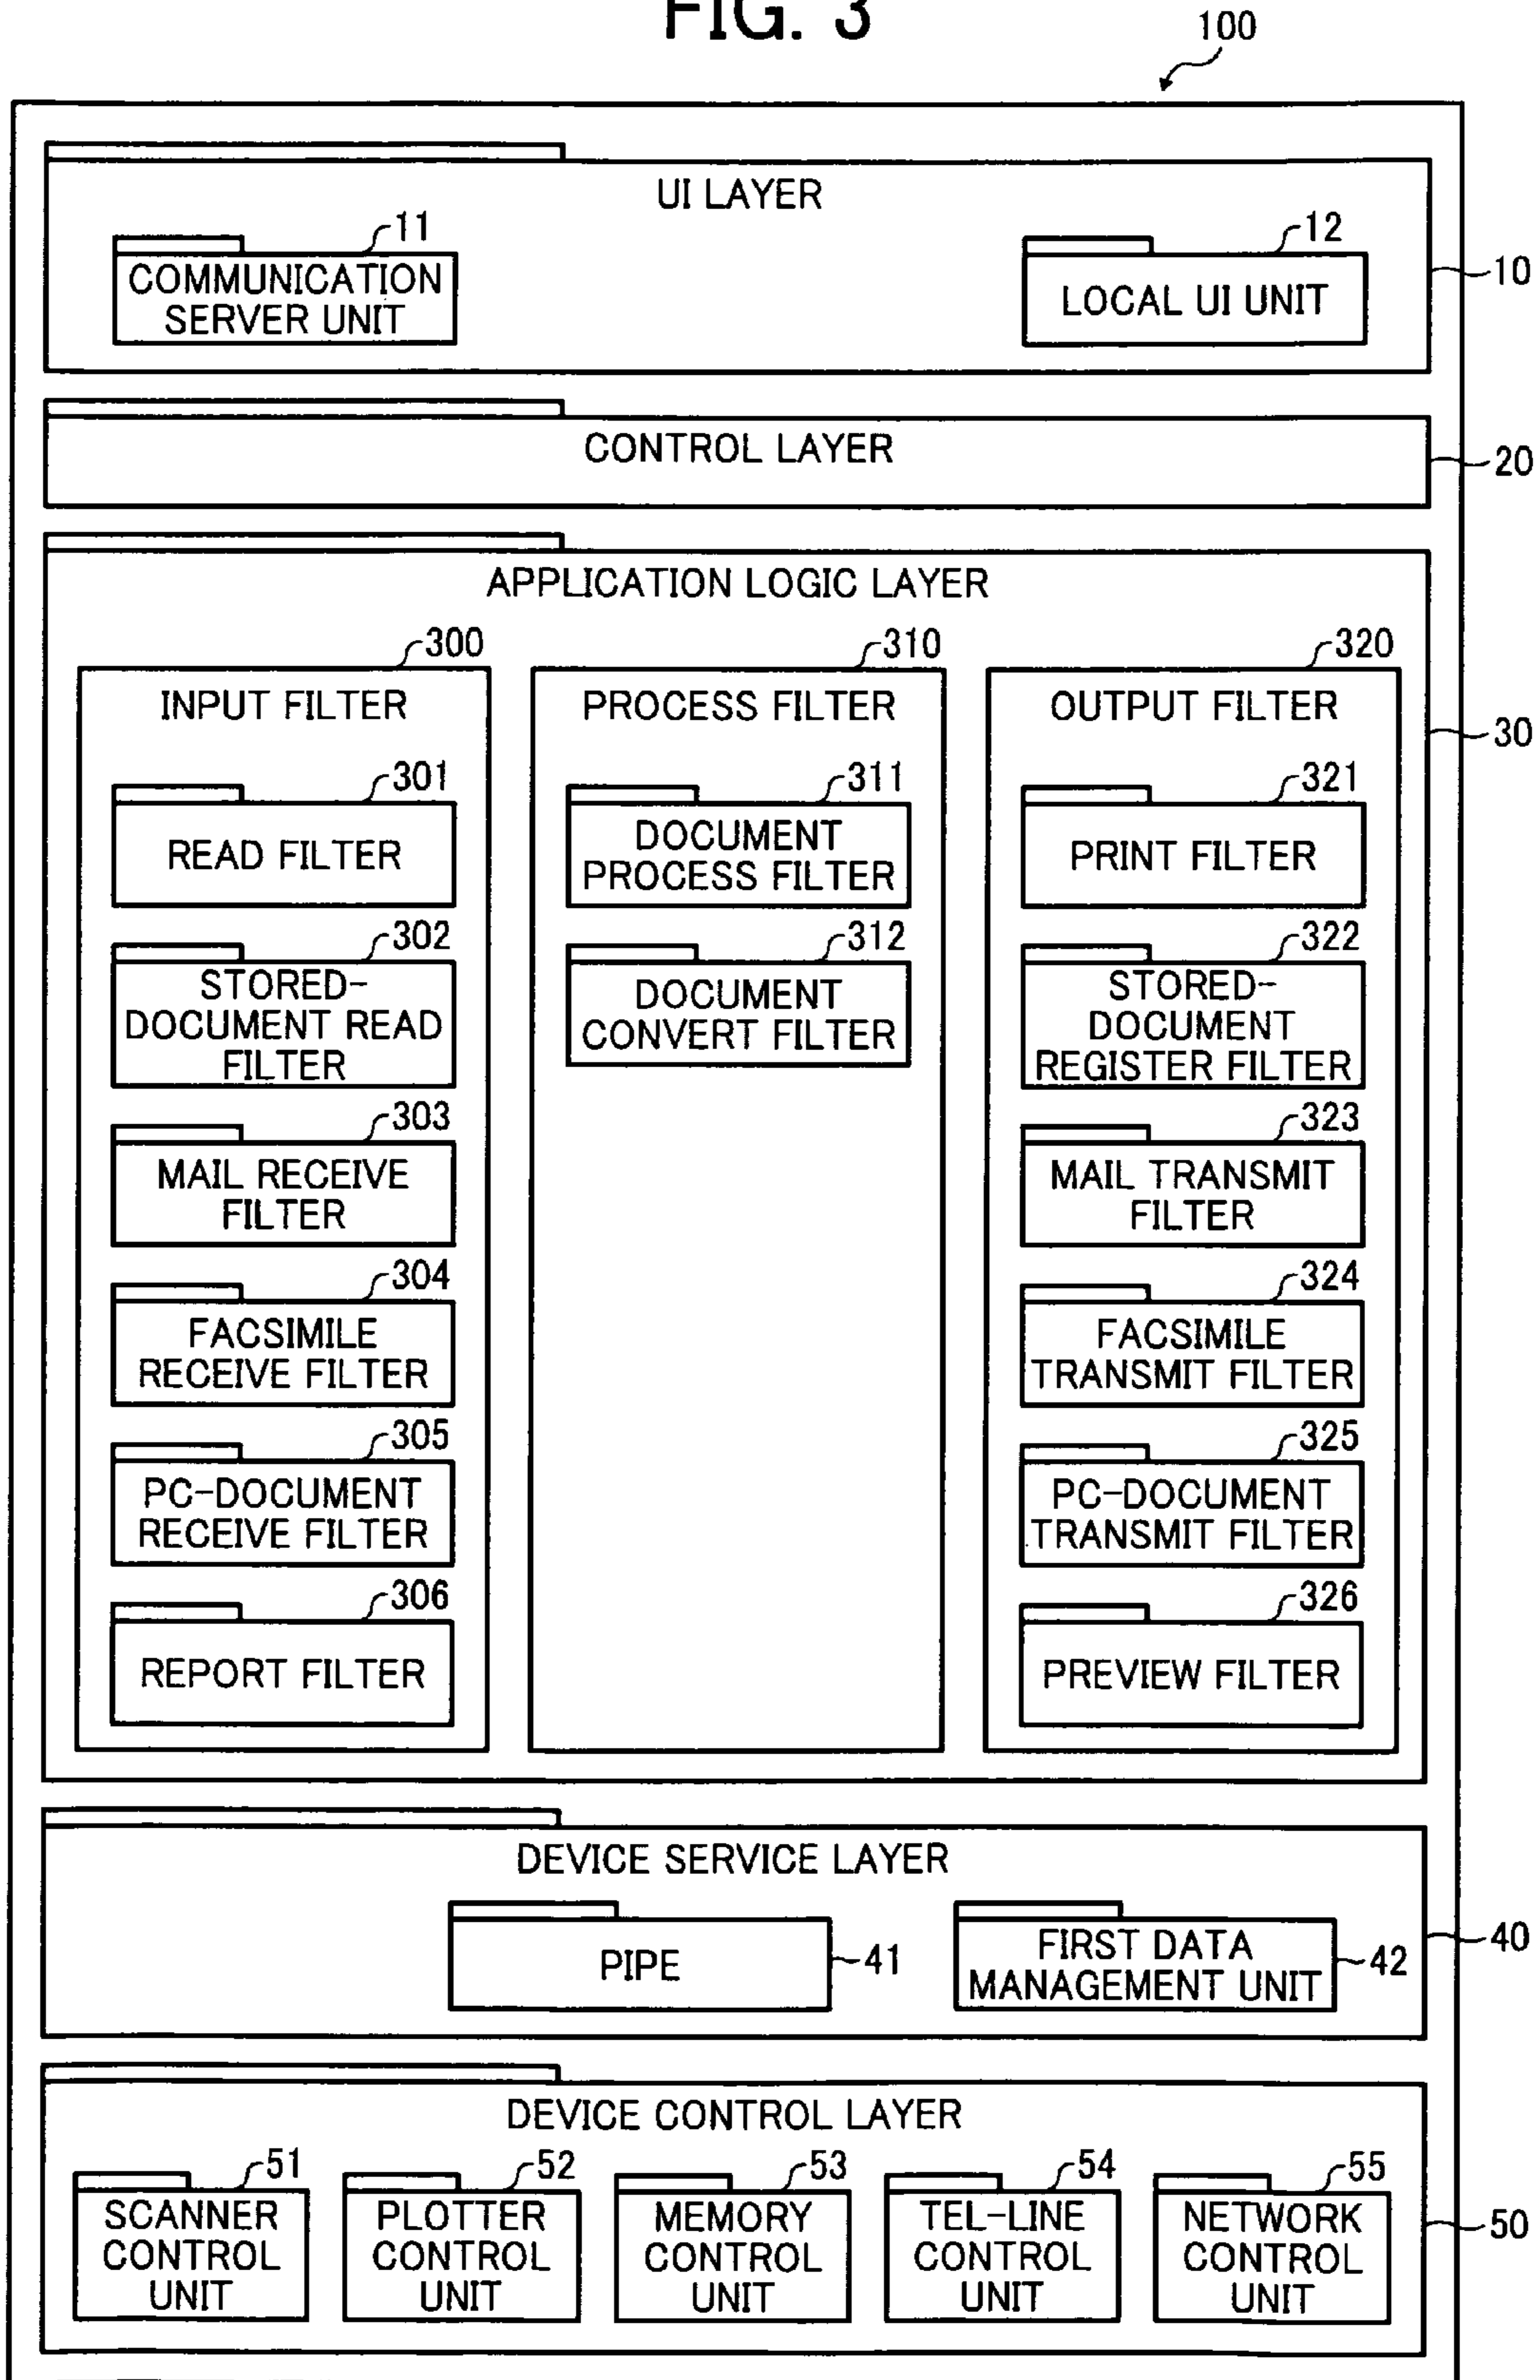 FIG. 3
100
UI LAYER
11
COMMUNICATION
SERVER UNIT
12
LOCAL UI UNIT
10
CONTROL LAYER
20
APPLICATION LOGIC LAYER
30
300
INPUT FILTER
301
READ FILTER
302
STORED-
DOCUMENT READ
FILTER
303
MAIL RECEIVE
FILTER
304
FACSIMILE
RECEIVE FILTER
305
PC-DOCUMENT
RECEIVE FILTER
306
REPORT FILTER
310
PROCESS FILTER
311
DOCUMENT
PROCESS FILTER
312
DOCUMENT
CONVERT FILTER
320
OUTPUT FILTER
321
PRINT FILTER
322
STORED-
DOCUMENT
REGISTER FILTER
323
MAIL TRANSMIT
FILTER
324
FACSIMILE
TRANSMIT FILTER
325
PC-DOCUMENT
TRANSMIT FILTER
326
PREVIEW FILTER
DEVICE SERVICE LAYER
PIPE
41
FIRST DATA
MANAGEMENT UNIT
42
40
DEVICE CONTROL LAYER
51
SCANNER
CONTROL
UNIT
52
PLOTTER
CONTROL
UNIT
53
MEMORY
CONTROL
UNIT
54
TEL-LINE
CONTROL
UNIT
55
NETWORK
CONTROL
UNIT
50